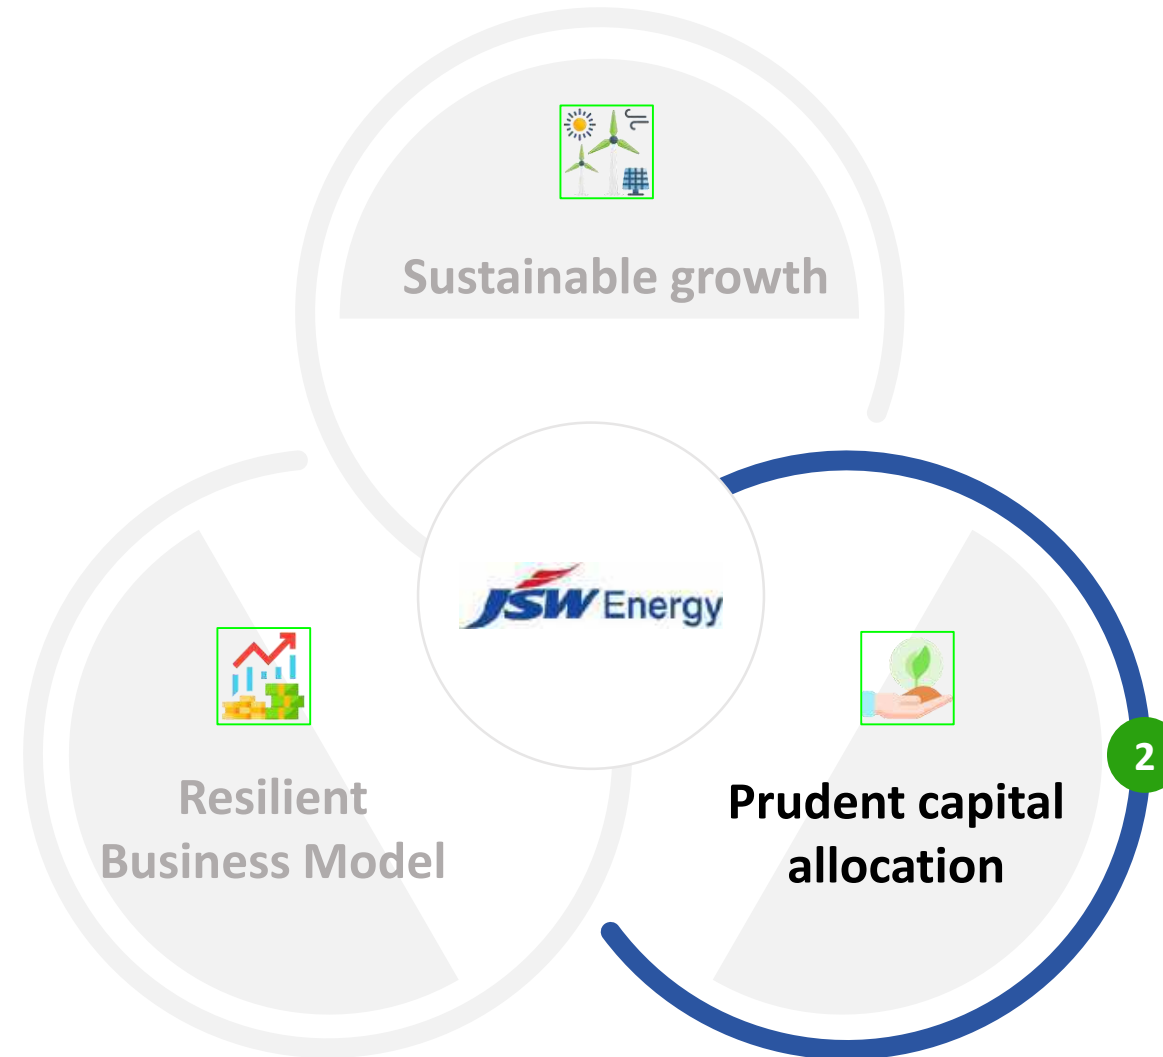 Sustainable growth
JSW Energy
Resilient
Business Model
Prudent capital
allocation
2